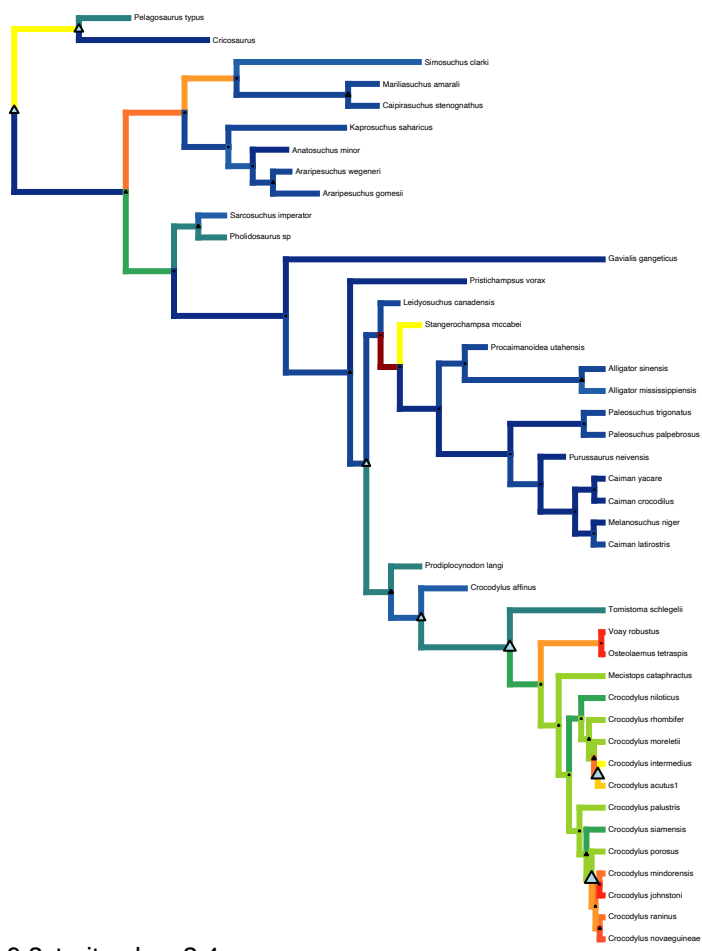 Pelagosaurus typus
Cricosaurus
Simosuchus clarki
Mariliasuchus amarali
Caipirasuchus stenognathus
Kaprosuchus saharicus
Anatosuchus minor
Araripesuchus wegeneri
Araripesuchus gomesii
Sarcosuchus imperator
Pholidosaurus sp
Gavialis gangeticus
Pristichampsus vorax
Leidyosuchus canadensis
Stangerochampsa mccabei
Procaimanoidea utahensis
Alligator sinensis
Alligator mississippiensis
Paleosuchus trigonatus
Paleosuchus palpebrosus
Purussaurus neivensis
Caiman yacare
Caiman crocodilus
Melanosuchus niger
Caiman latirostris
Prodiplocynodon langi
Crocodylus affinus
Tomistoma schlegelii
Voay robustus
Osteolaemus tetraspis
Mecistops cataphractus
Crocodylus niloticus
Crocodylus rhombifer
Crocodylus moreletii
Crocodylus intermedius
Crocodylus acutus1
Crocodylus palustris
Crocodylus siamensis
Crocodylus porosus
Crocodylus mindorensis
Crocodylus johnstoni
Crocodylus raninus
Crocodylus novaeguineae